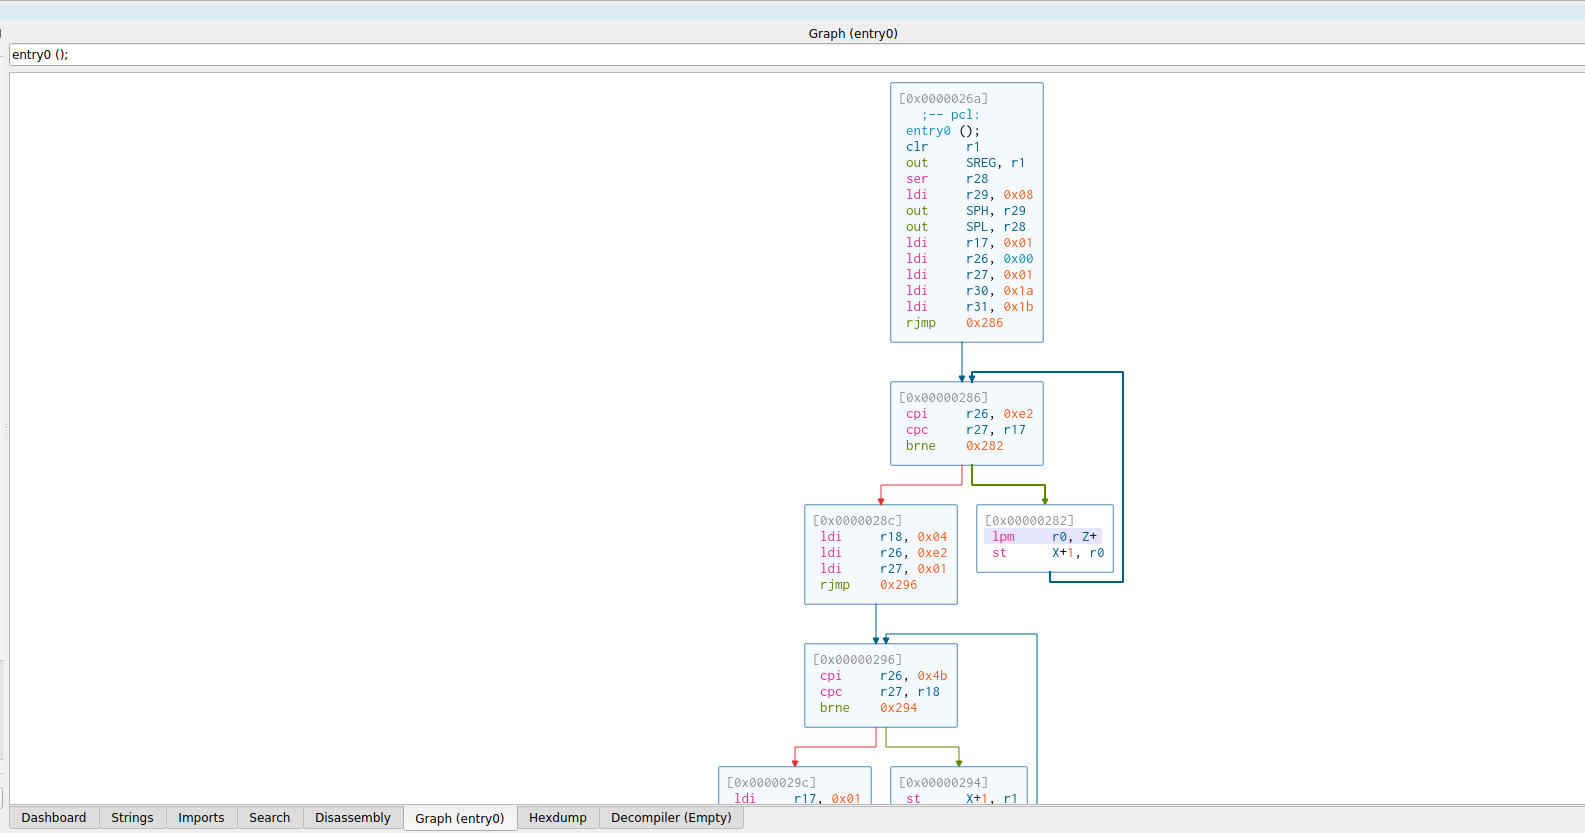 Graph (entry0)
entry0 ();
[0x0000026a]
;-- pcl:
entry0 ();
clr r1
out SREG, r1
ser r28
ldi r29, 0x08
out SPH, r29
out SPL, r28
ldi r17, 0x01
ldi r26, 0x00
ldi r27, 0x01
ldi r30, 0x1a
ldi r31, 0x1b
rjmp 0x286
[0x00000286]
cpi r26, 0xe2
cpc r27, r17
brne 0x282
[0x0000028c]
ldi r18, 0x04
ldi r26, 0xe2
ldi r27, 0x01
rjmp 0x296
[0x00000282]
lpm r0, Z+
st X+1, r0
[0x00000296]
cpi r26, 0x4b
cpc r27, r18
brne 0x294
[0x0000029c]
ldi r17, 0x01
[0x00000294]
st X+1, r1
Dashboard Strings Imports Search Disassembly Graph (entry0) Hexdump Decompiler (Empty)